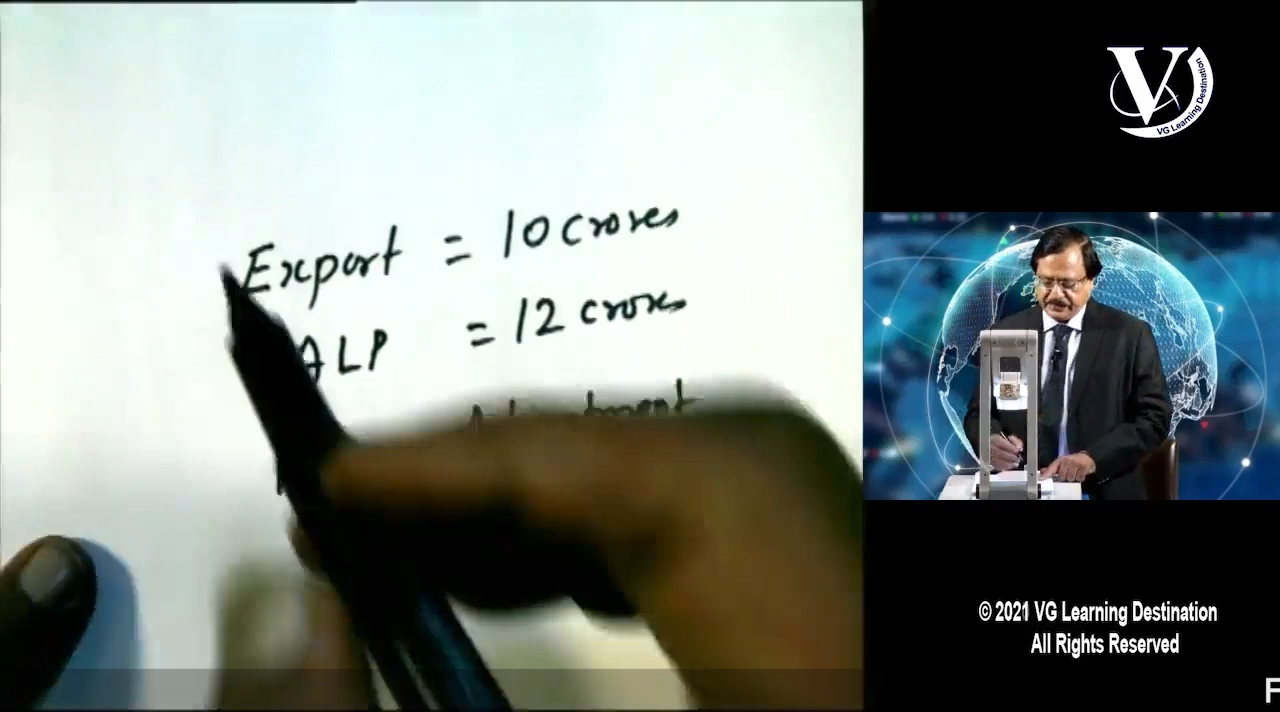 Export = 10 crores
ALP = 12 crores
VG Learning Destination
© 2021 VG Learning Destination
All Rights Reserved
F